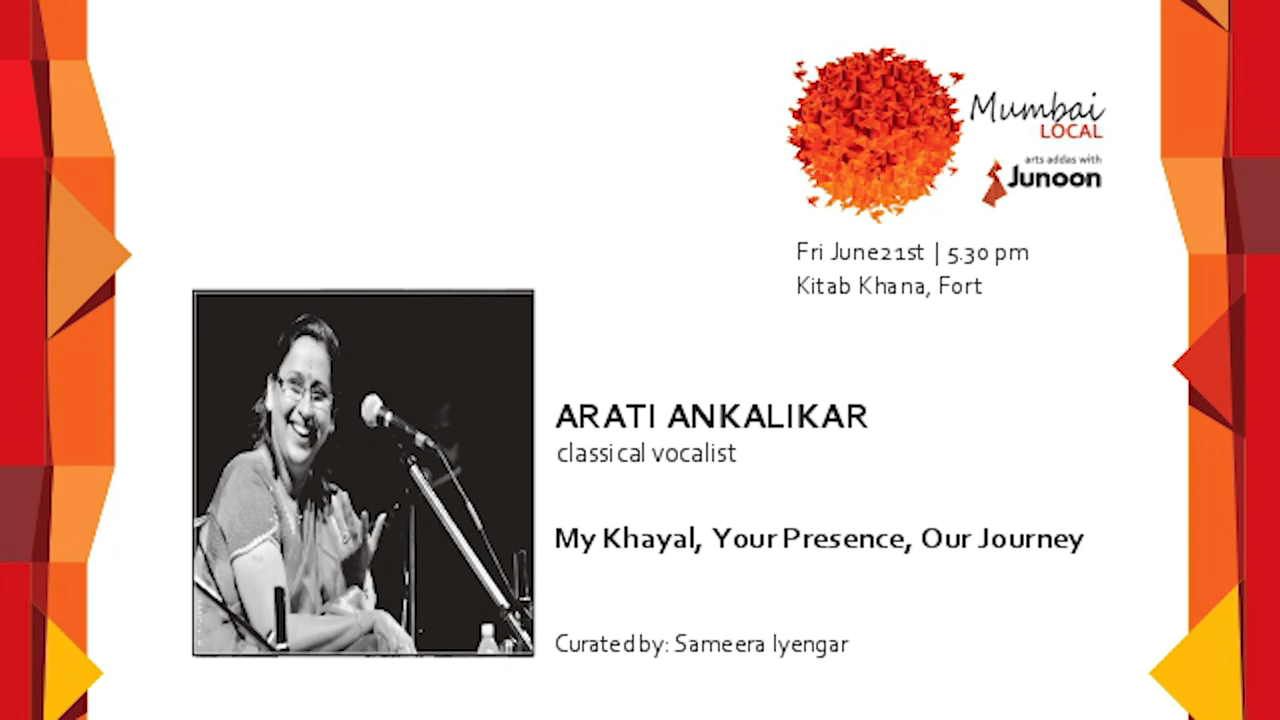 Mumbai
LOCAL
arts addas with
Junoon
Fri June21st | 5.30 pm
Kitab Khana, Fort
ARATI ANKALIKAR
classical vocalist
My Khayal, Your Presence, Our Journey
Curated by: Sameera Iyengar